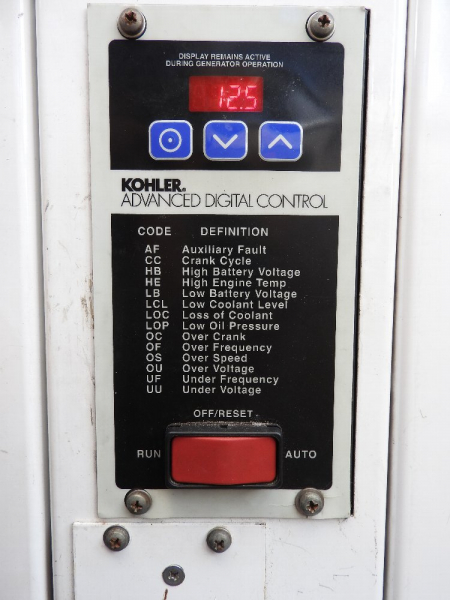 DISPLAY REMAINS ACTIVE
DURING GENERATOR OPERATION
12.5
KOHLER®
ADVANCED DIGITAL CONTROL
CODE DEFINITION
AF Auxiliary Fault
CC Crank Cycle
HB High Battery Voltage
HE High Engine Temp
LB Low Battery Voltage
LCL Low Coolant Level
LOC Loss of Coolant
LOP Low Oil Pressure
OC Over Crank
OF Over Frequency
OS Over Speed
OU Over Voltage
UF Under Frequency
UU Under Voltage
OFF/RESET
RUN AUTO